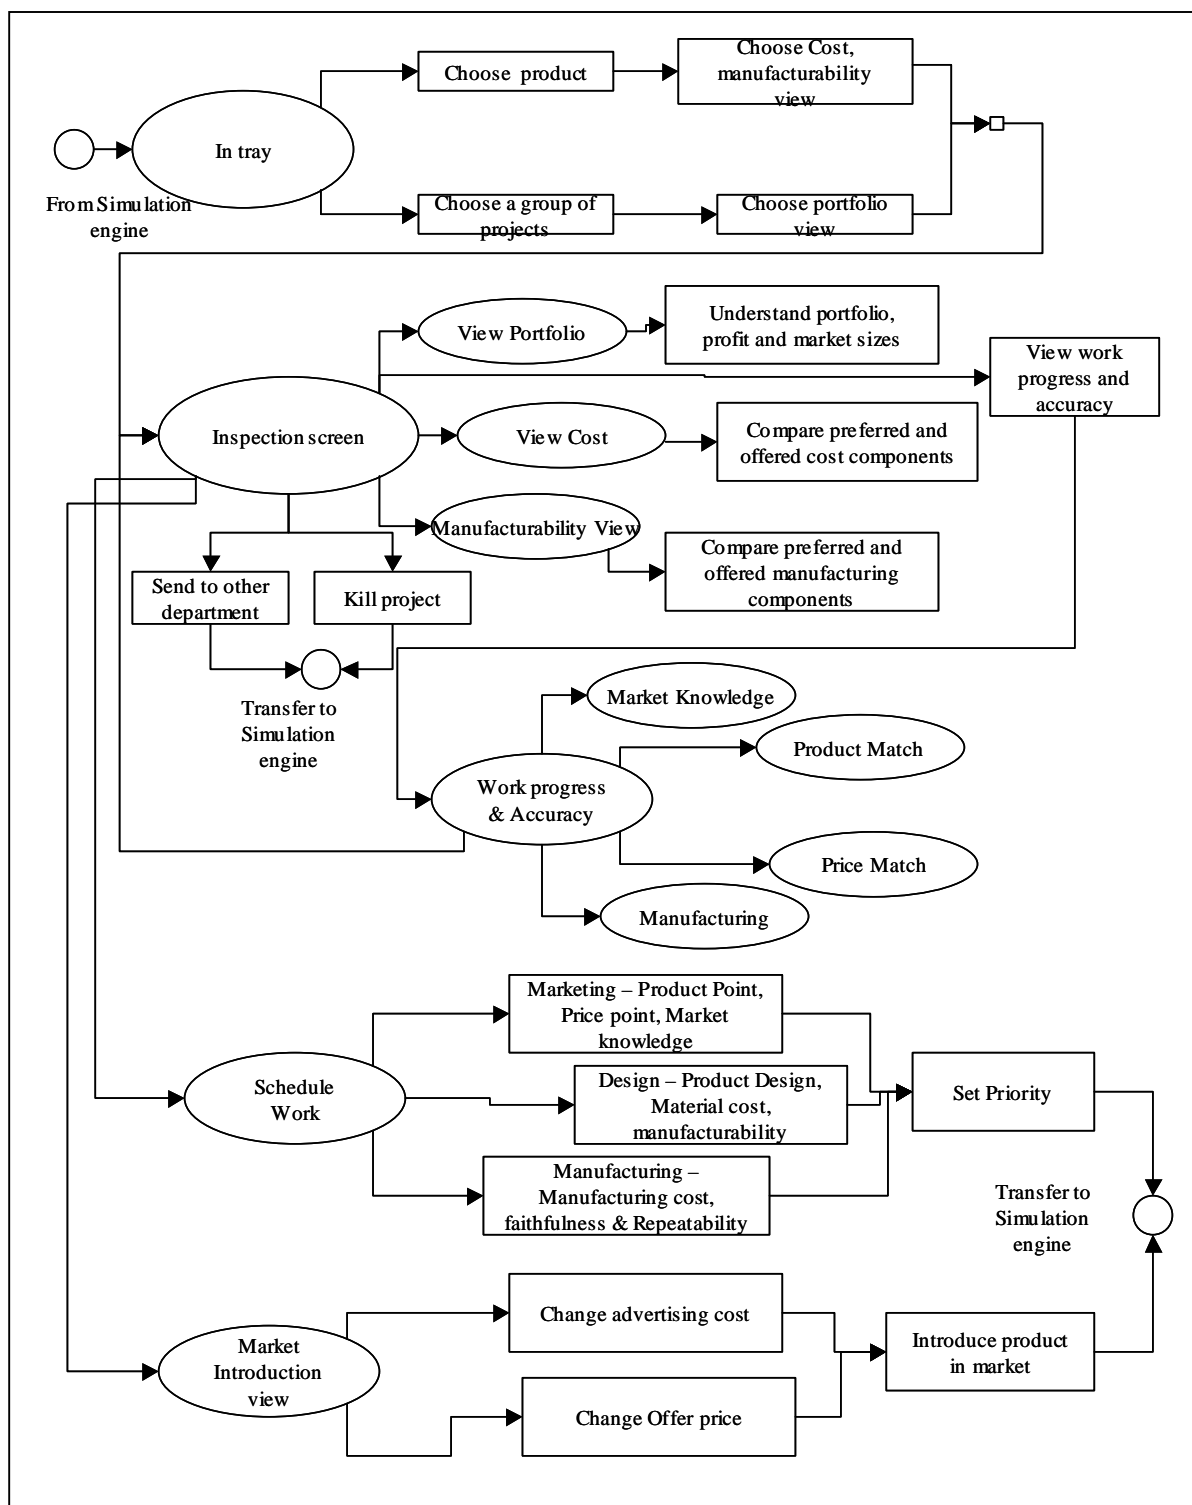 Choose product
Choose Cost,
manufacturability
view
In tray
From Simulation
engine
Choose a group of
projects
Choose portfolio
view
View Portfolio
Understand portfolio,
profit and market sizes
View work
progress and
accuracy
Inspection screen
View Cost
Compare preferred and
offered cost components
Manufacturability View
Compare preferred and
offered manufacturing
components
Send to other
department
Kill project
Transfer to
Simulation
engine
Market Knowledge
Product Match
Work progress
& Accuracy
Price Match
Manufacturing
Marketing – Product Point,
Price point, Market
knowledge
Schedule
Work
Design – Product Design,
Material cost,
manufacturability
Set Priority
Manufacturing –
Manufacturing cost,
faithfulness & Repeatability
Transfer to
Simulation
engine
Change advertising cost
Market
Introduction
view
Introduce product
in market
Change Offer price